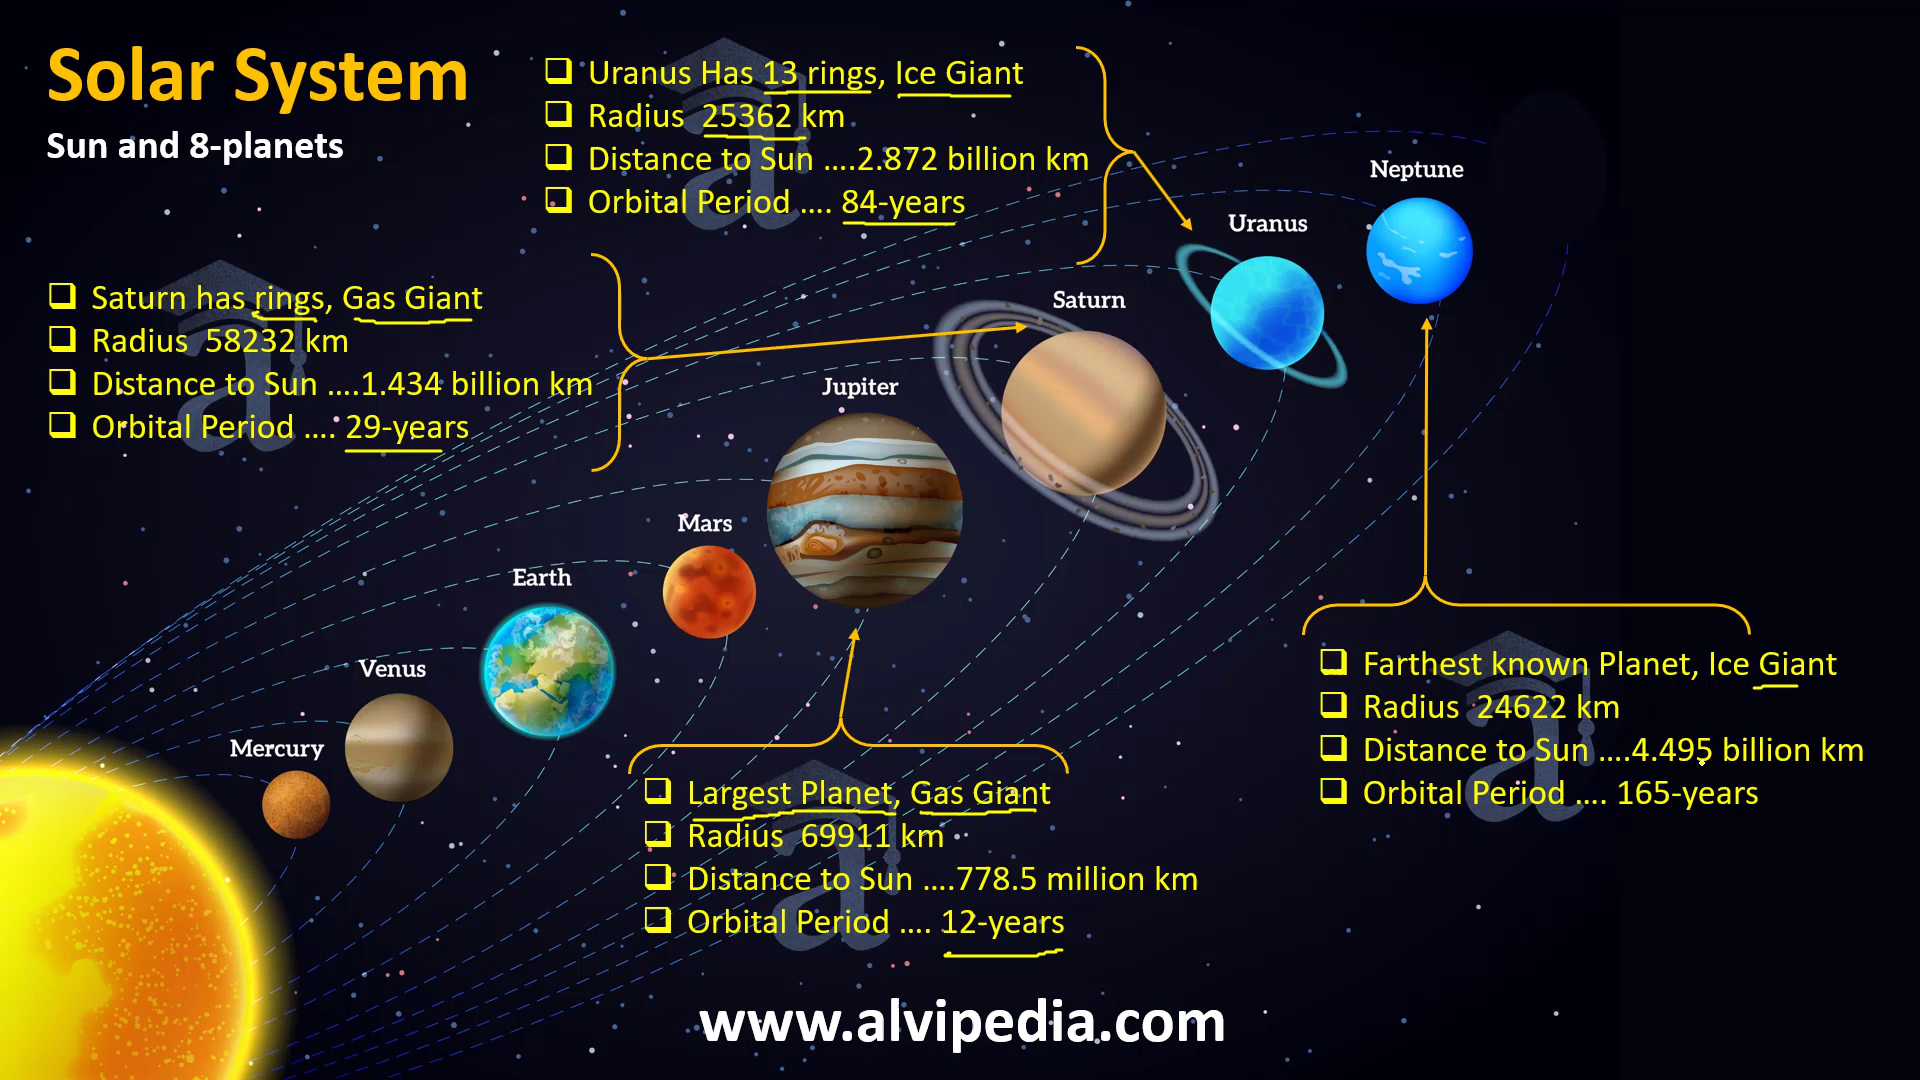 Solar System
Sun and 8-planets
Uranus Has 13 rings, Ice Giant
Radius 25362 km
Distance to Sun ....2.872 billion km
Orbital Period .... 84-years
Saturn has rings, Gas Giant
Radius 58232 km
Distance to Sun ....1.434 billion km
Orbital Period .... 29-years
Neptune
Uranus
Saturn
Jupiter
Mars
Earth
Venus
Mercury
Largest Planet, Gas Giant
Radius 69911 km
Distance to Sun ....778.5 million km
Orbital Period .... 12-years
Farthest known Planet, Ice Giant
Radius 24622 km
Distance to Sun ....4.495 billion km
Orbital Period .... 165-years
www.alvipedia.com